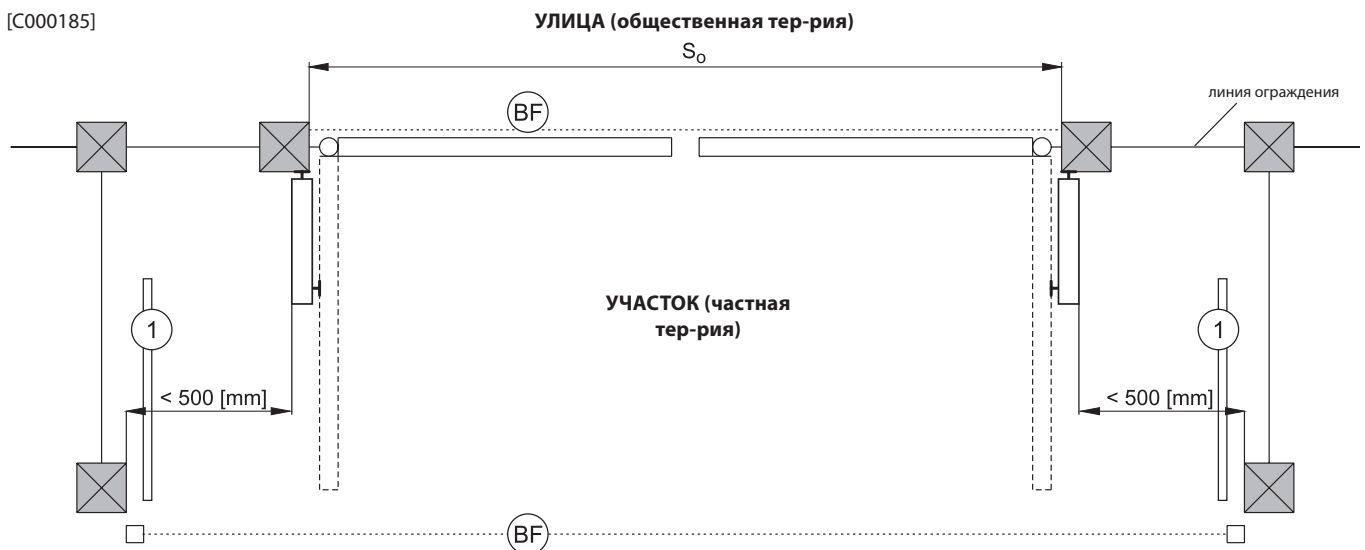 [C000185]
УЛИЦА (общественная тер-рия)
So
BF
линия ограждения
УЧАСТОК (частная
тер-рия)
1
1
< 500 [mm]
< 500 [mm]
BF